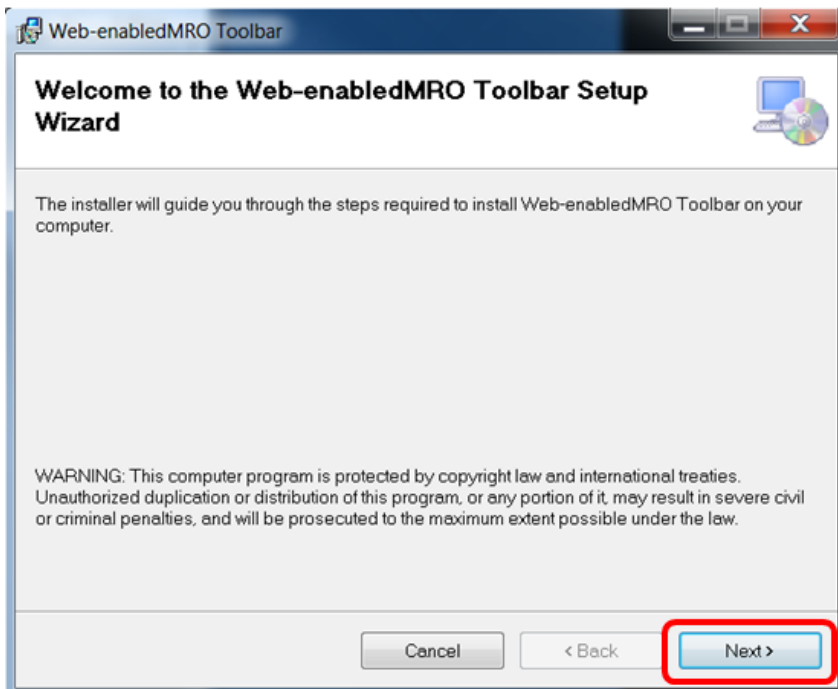 Web-enabledMRO Toolbar
Welcome to the Web-enabledMRO Toolbar Setup
Wizard
The installer will guide you through the steps required to install Web-enabledMRO Toolbar on your
computer.
WARNING: This computer program is protected by copyright law and international treaties.
Unauthorized duplication or distribution of this program, or any portion of it, may result in severe civil
or criminal penalties, and will be prosecuted to the maximum extent possible under the law.
Cancel < Back Next >